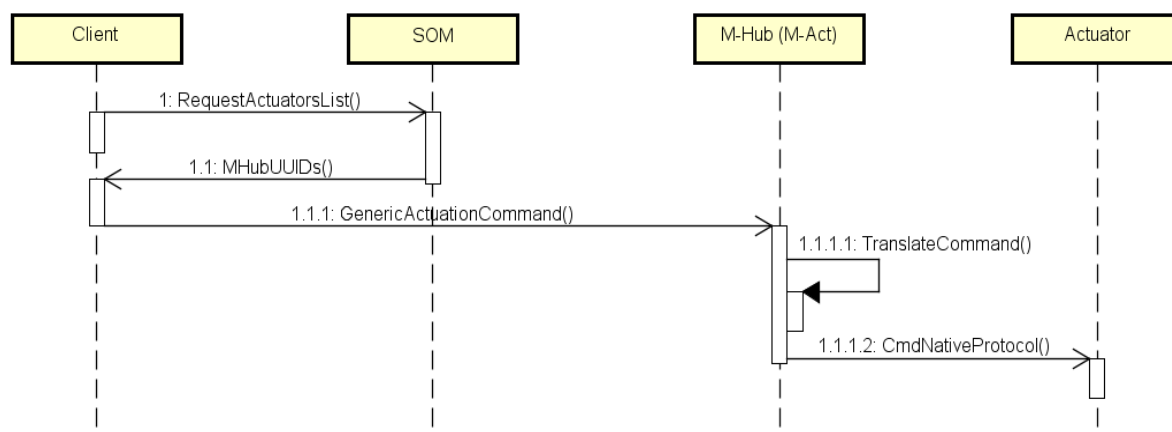 Client
SOM
M-Hub (M-Act)
Actuator
1: RequestActuatorsList()
1.1: MHubUUIDs()
1.1.1: GenericActuationCommand()
1.1.1.1: TranslateCommand()
1.1.1.2: CmdNativeProtocol()